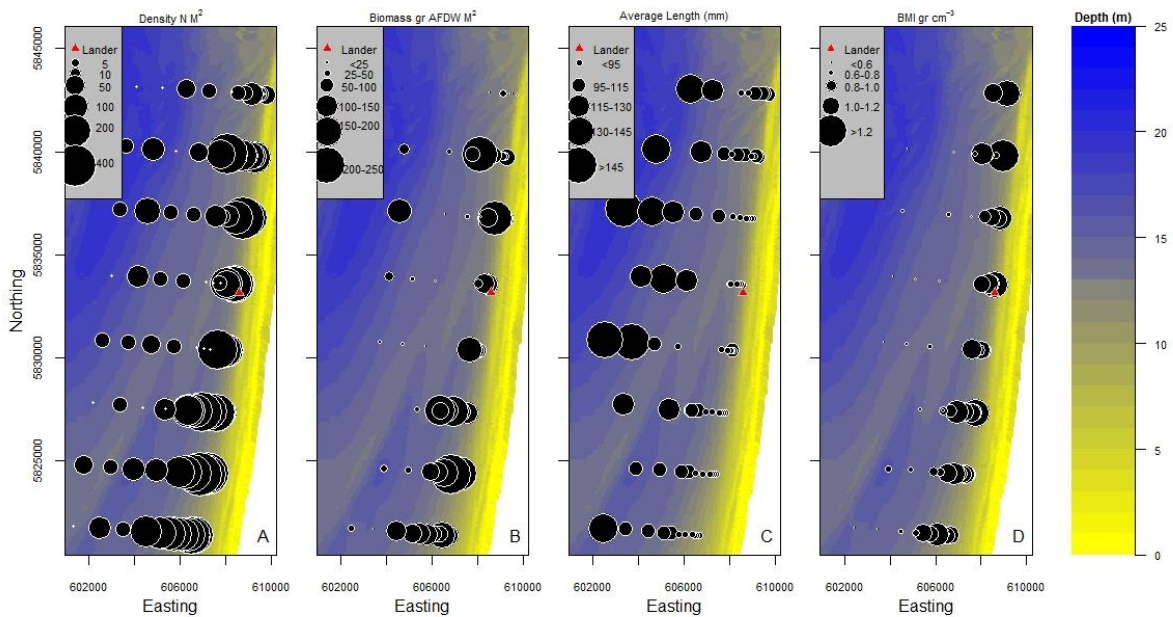 Density N M²
Biomass gr AFDW M²
Average Length (mm)
BMI gr cm⁻³
Depth (m)
Northing
5845000
5840000
5835000
5830000
5825000
Lander
5
10
50
100
200
400
A
602000
606000
610000
Easting
Lander
<25
25-50
50-100
100-150
150-200
200-250
B
602000
606000
610000
Easting
Lander
<95
95-115
115-130
130-145
>145
C
602000
606000
610000
Easting
Lander
<0.6
0.6-0.8
0.8-1.0
1.0-1.2
>1.2
D
602000
606000
610000
Easting
25
20
15
10
5
0